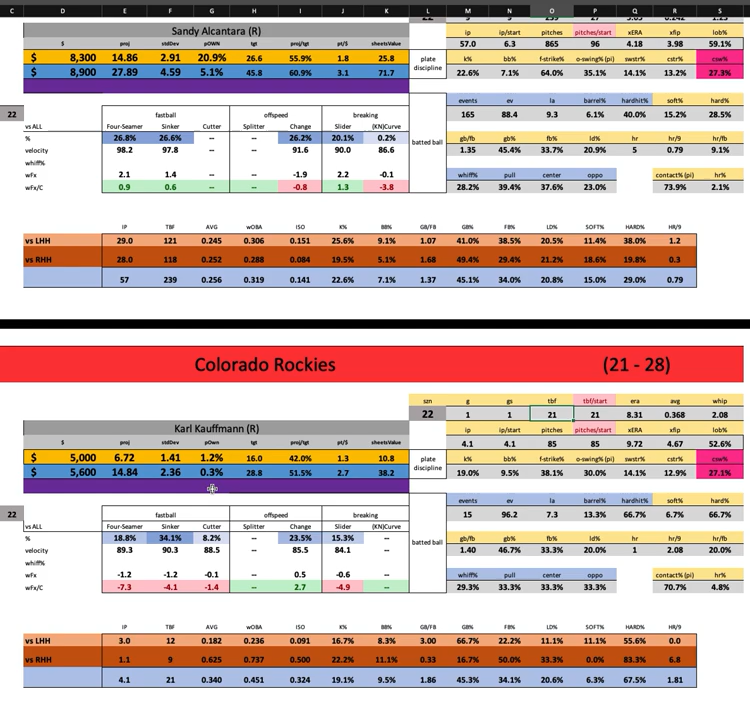 C D E F G H I J K L M N O P Q R S
22 9 9 239 27 3.63 0.242 1.23
Sandy Alcantara (R)
ip ip/start pitches pitches/start xERA xfip lob%
57.0 6.3 865 96 4.18 3.98 59.1%
$ proj stdDev pOWN tgt proj/tgt pt/$ sheetsValue
$ 8,300 14.86 2.91 20.9% 26.6 55.9% 1.8 25.8
$ 8,900 27.89 4.59 5.1% 45.8 60.9% 3.1 71.7
plate discipline
k% bb% f-strike% o-swing% (pi) swstr% cstr% csw%
22.6% 7.1% 64.0% 35.1% 14.1% 13.2% 27.3%
events ev la barrel% hardhit% soft% hard%
165 88.4 9.3 6.1% 40.0% 15.2% 28.5%
22 fastball offspeed breaking
vs ALL Four-Seamer Sinker Cutter Splitter Change Slider (KN)Curve
% 26.8% 26.6% -- -- 26.2% 20.1% 0.2%
velocity 98.2 97.8 -- -- 91.6 90.0 86.6
whiff%
wFx 2.1 1.4 -1.9 2.2 -0.1
wFx/C 0.9 0.6 -- -- -0.8 1.3 -3.8
batted ball
gb/fb gb% fb% ld% hr hr/9 hr/fb
1.35 45.4% 33.7% 20.9% 5 0.79 9.1%
whiff% pull center oppo contact% (pi) hr%
28.2% 39.4% 37.6% 23.0% 73.9% 2.1%
IP TBF AVG wOBA ISO K% BB% GB/FB GB% FB% LD% SOFT% HARD% HR/9
vs LHH 29.0 121 0.245 0.306 0.151 25.6% 9.1% 1.07 41.0% 38.5% 20.5% 11.4% 38.0% 1.2
vs RHH 28.0 118 0.252 0.288 0.084 19.5% 5.1% 1.68 49.4% 29.4% 21.2% 18.6% 19.8% 0.3
57 239 0.256 0.319 0.141 22.6% 7.1% 1.37 45.1% 34.0% 20.8% 15.0% 29.0% 0.79
Colorado Rockies (21 - 28)
szn g gs tbf tbf/start era avg whip
22 1 1 21 21 8.31 0.368 2.08
Karl Kauffmann (R)
ip ip/start pitches pitches/start xERA xfip lob%
4.1 4.1 85 85 9.72 4.67 52.6%
$ proj stdDev pOwn tgt proj/tgt pt/$ sheetsValue
$ 5,000 6.72 1.41 1.2% 16.0 42.0% 1.3 10.8
$ 5,600 14.84 2.36 0.3% 28.8 51.5% 2.7 38.2
plate discipline
k% bb% f-strike% o-swing% (pi) swstr% cstr% csw%
19.0% 9.5% 38.1% 30.0% 14.1% 12.9% 27.1%
events ev la barrel% hardhit% soft% hard%
15 96.2 7.3 13.3% 66.7% 6.7% 66.7%
22 fastball offspeed breaking
vs ALL Four-Seamer Sinker Cutter Splitter Change Slider (KN)Curve
% 18.8% 34.1% 8.2% -- 23.5% 15.3% --
velocity 89.3 90.3 88.5 -- 85.5 84.1 --
whiff%
wFx -1.2 -1.2 -0.1 0.5 -0.6
wFx/C -7.3 -4.1 -1.4 -- 2.7 -4.9 --
batted ball
gb/fb gb% fb% ld% hr hr/9 hr/fb
1.40 46.7% 33.3% 20.0% 1 2.08 20.0%
whiff% pull center oppo contact% (pi) hr%
29.3% 33.3% 33.3% 33.3% 70.7% 4.8%
IP TBF AVG wOBA ISO K% BB% GB/FB GB% FB% LD% SOFT% HARD% HR/9
vs LHH 3.0 12 0.182 0.236 0.091 16.7% 8.3% 3.00 66.7% 22.2% 11.1% 11.1% 55.6% 0.0
vs RHH 1.1 9 0.625 0.737 0.500 22.2% 11.1% 0.33 16.7% 50.0% 33.3% 0.0% 83.3% 6.8
4.1 21 0.340 0.451 0.324 19.1% 9.5% 1.86 45.3% 34.1% 20.6% 6.3% 67.5% 1.81